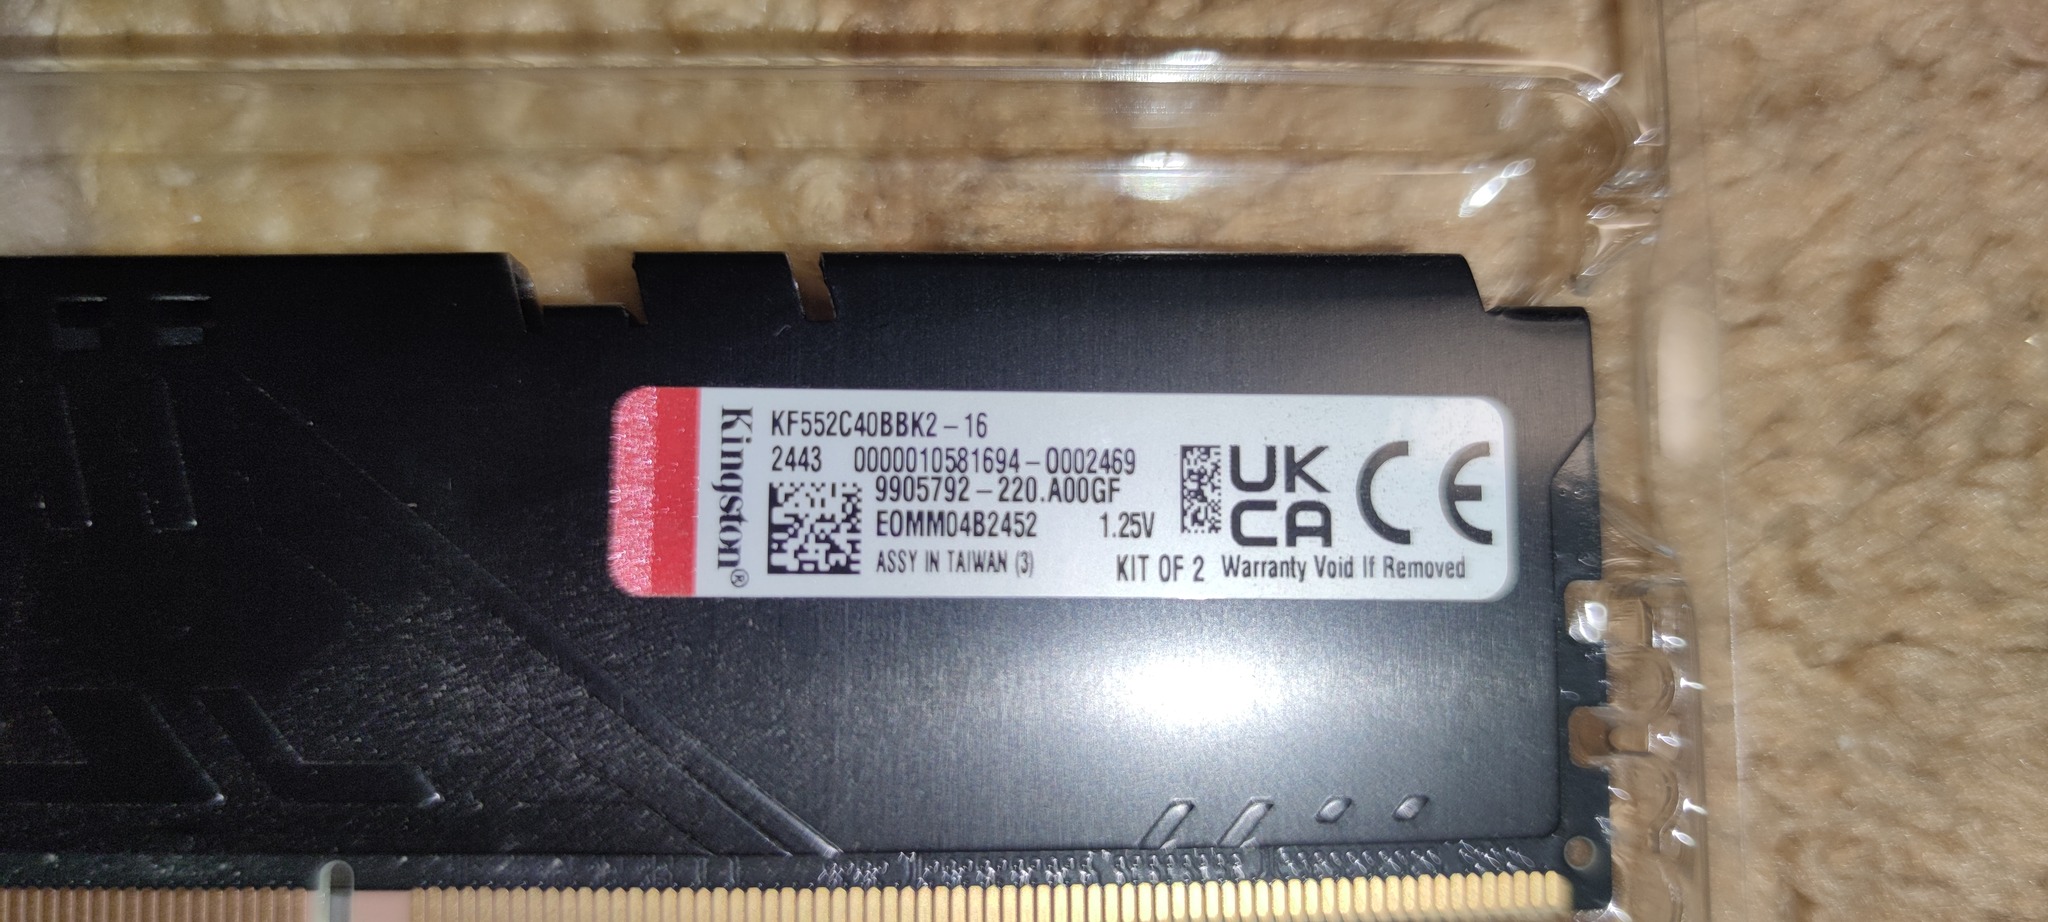 Kingston®
KF552C40BBK2-16
2443 0000010581694-0002469
9905792-220.A00GF
EOMM04B2452 1.25V
ASSY IN TAIWAN (3)
KIT OF 2 Warranty Void If Removed
UK
CA
CE